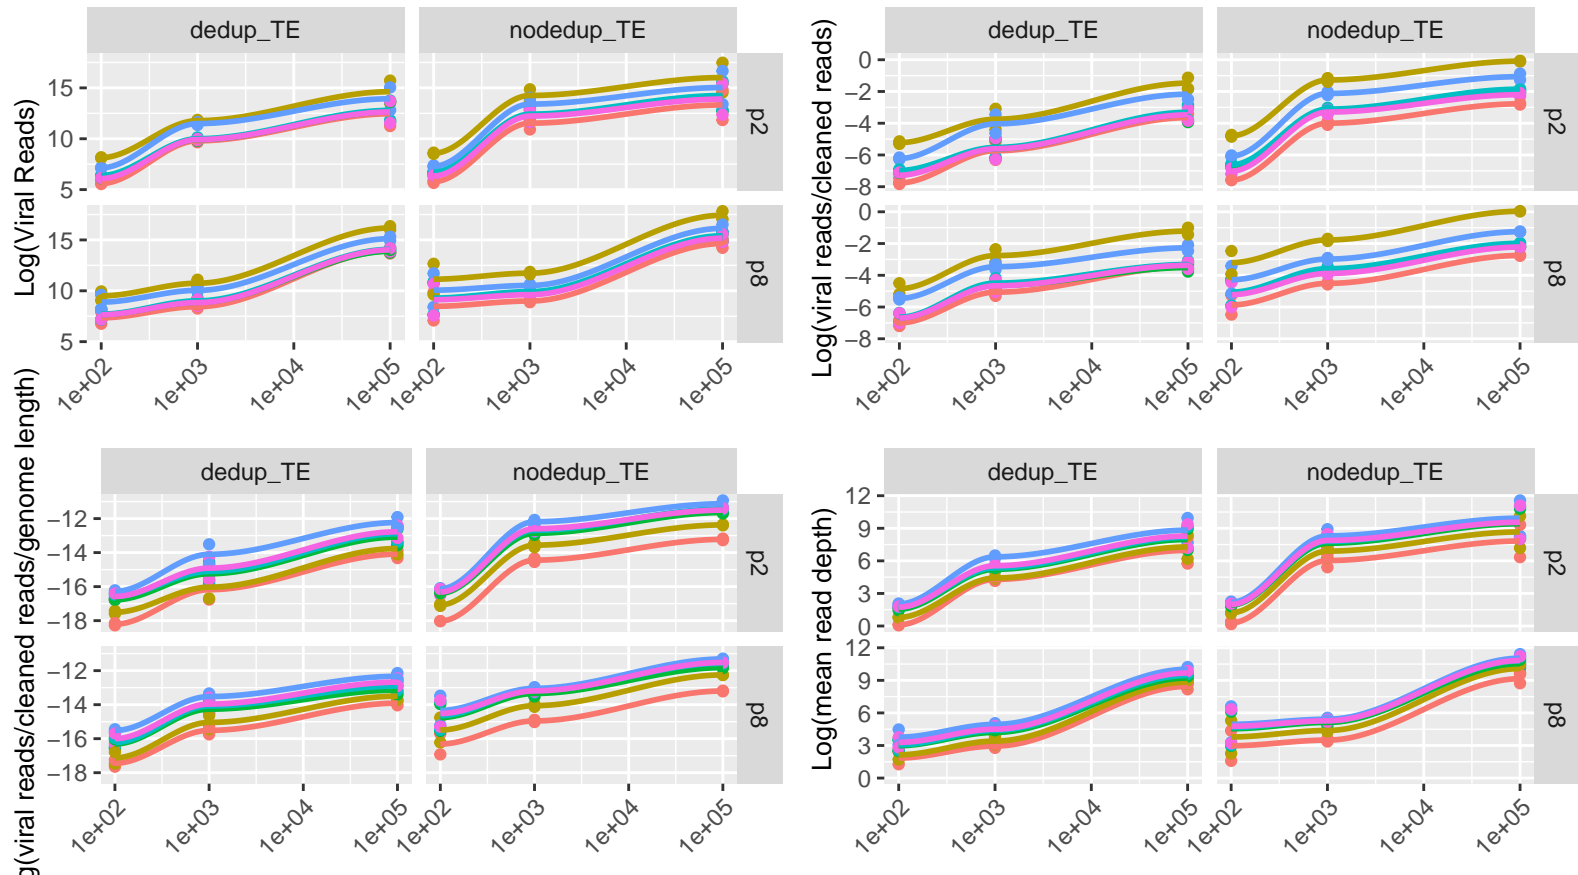 dedup_TE
nodedup_TE
Log(Viral Reads)
15
10
5
15
10
5
p2
p8
1e+02
1e+03
1e+04
1e+05
1e+02
1e+03
1e+04
1e+05
dedup_TE
nodedup_TE
Log(viral reads/cleaned reads)
0
−2
−4
−6
−8
0
−2
−4
−6
−8
p2
p8
1e+02
1e+03
1e+04
1e+05
1e+02
1e+03
1e+04
1e+05
dedup_TE
nodedup_TE
g(viral reads/cleaned reads/genome length)
−12
−14
−16
−18
−12
−14
−16
−18
p2
p8
1e+02
1e+03
1e+04
1e+05
1e+02
1e+03
1e+04
1e+05
dedup_TE
nodedup_TE
Log(mean read depth)
12
9
6
3
0
12
9
6
3
0
p2
p8
1e+02
1e+03
1e+04
1e+05
1e+02
1e+03
1e+04
1e+05